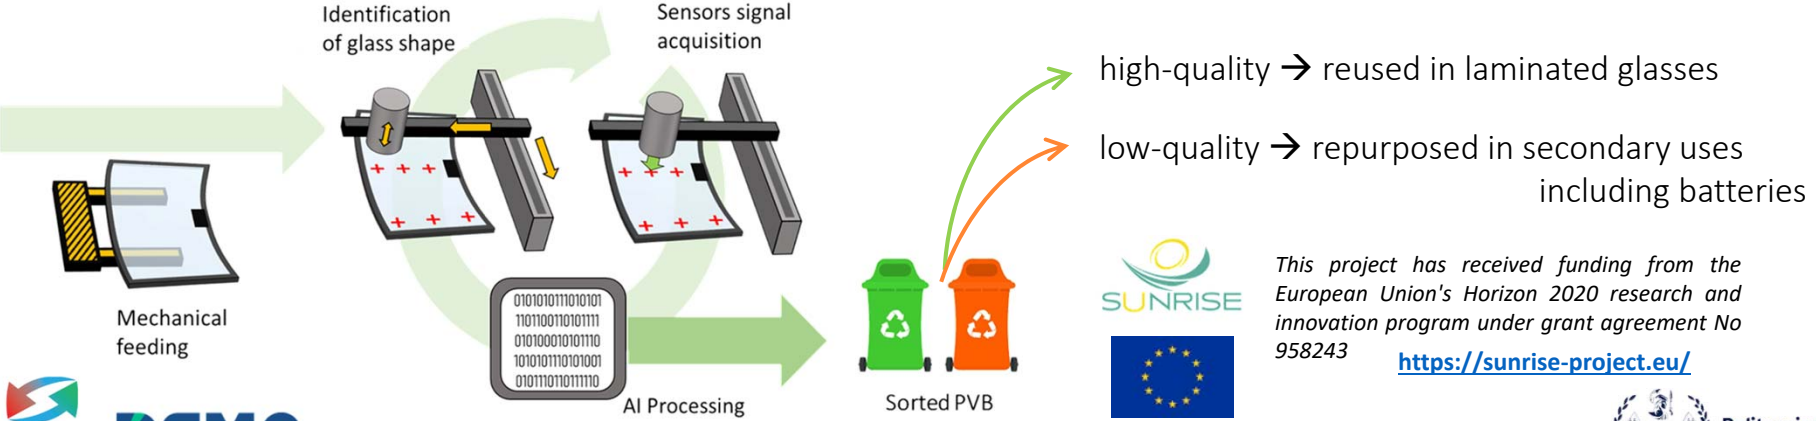 Identification
of glass shape
Sensors signal
acquisition
Mechanical
feeding
0101010111010101
1101100110101111
010100010101110
1010101110101001
0101110110111110
AI Processing
Sorted PVB
high-quality → reused in laminated glasses
low-quality → repurposed in secondary uses
including batteries
SUNRISE
This project has received funding from the
European Union's Horizon 2020 research and
innovation program under grant agreement No
958243
https://sunrise-project.eu/